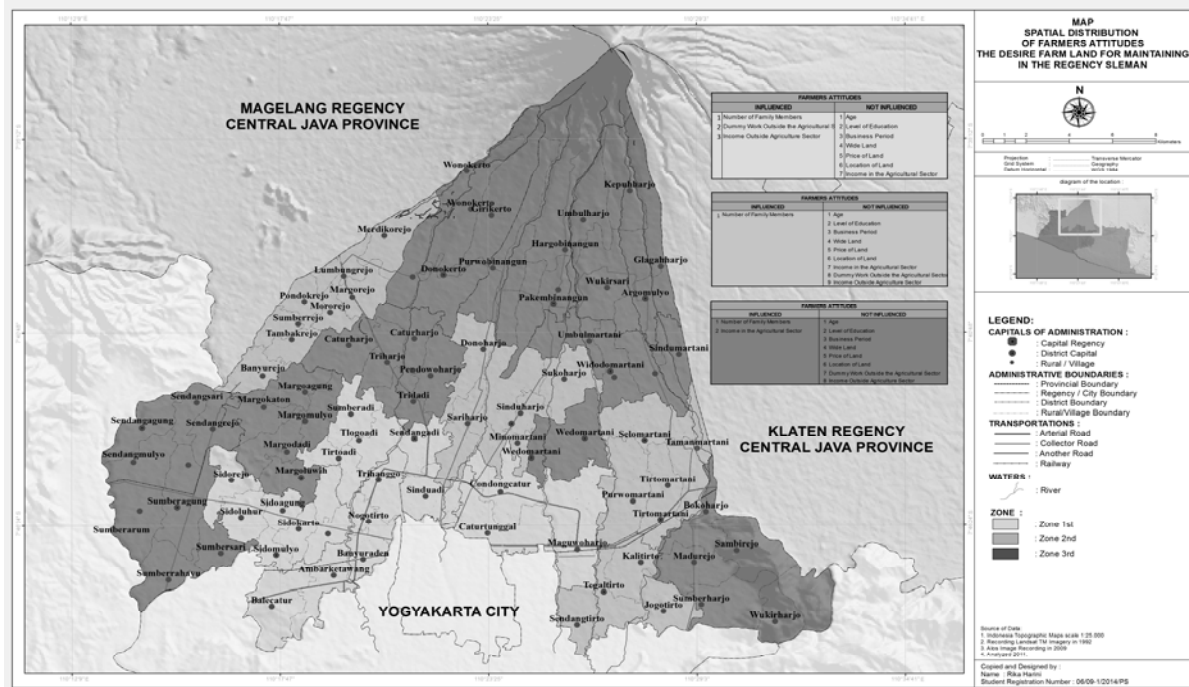 MAP
SPATIAL DISTRIBUTION
OF FARMERS ATTITUDES
THE DESIRE FARM LAND FOR MAINTAINING
IN THE REGENCY SLEMAN
N
Kilometers
Projection : Transverse Mercator
Grid System : Geography
Datum Horizontal : WGS 1984
diagram of the location :
LEGEND:
CAPITALS OF ADMINISTRATION :
: Capital Regency
: District Capital
: Rural / Village
ADMINISTRATIVE BOUNDARIES :
: Provincial Boundary
: Regency / City Boundary
: District Boundary
: Rural/Village Boundary
TRANSPORTATIONS :
: Arterial Road
: Collector Road
: Another Road
: Railway
WATERS :
: River
ZONE :
: Zone 1st
: Zone 2nd
: Zone 3rd
Source of Data
1. Indonesia Topographic Maps scale 1:25.000
2. Recording Landsat TM Imagery in 1992
3. Alos Image Recording in 2009
4. Analyzed 2011.
Copied and Designed by :
Name : Rika Harini
Student Registration Number : 06/09-1/2014/PS
MAGELANG REGENCY
CENTRAL JAVA PROVINCE
KLATEN REGENCY
CENTRAL JAVA PROVINCE
YOGYAKARTA CITY
FARMERS ATTITUDES
INFLUENCED
NOT INFLUENCED
1 Number of Family Members
2 Dummy Work Outside the Agricultural S
3 Income Outside Agriculture Sector
1 Age
2 Level of Education
3 Business Period
4 Wide Land
5 Price of Land
6 Location of Land
7 Income in the Agricultural Sector
FARMERS ATTITUDES
INFLUENCED
NOT INFLUENCED
1 Number of Family Members
1 Age
2 Level of Education
3 Business Period
4 Wide Land
5 Price of Land
6 Location of Land
7 Income in the Agricultural Sector
8 Dummy Work Outside the Agricultural Secto
9 Income Outside Agriculture Sector
FARMERS ATTITUDES
INFLUENCED
NOT INFLUENCED
1 Number of Family Members
2 Income in the Agricultural Sector
1 Age
2 Level of Education
3 Business Period
4 Wide Land
5 Price of Land
6 Location of Land
7 Dummy Work Outside the Agricultural Sector
8 Income Outside Agriculture Sector
Wonokerto
Wonokerto
Girikerto
Kepuhharjo
Umbulharjo
Merdikorejo
Hargobinangun
Glagahharjo
Lumbungrejo
Donokerto
Purwobinangun
Wukirsari
Argomulyo
Pondokrejo
Margorejo
Mororejo
Pakembinangun
Sumberrejo
Tambakrejo
Caturharjo
Caturharjo
Donoharjo
Umbulmartani
Triharjo
Sindumartani
Banyurejo
Pendowoharjo
Sukoharjo
Widodomartani
Margoagung
Sendangsari
Margokaton
Tridadi
Margomulyo
Sumberadi
Sinduharjo
Sendangagung
Sendangrejo
Sariharjo
Tlogoadi
Sendangadi
Minomartani
Wedomartani
Selomartani
Tamanmartani
Margodadi
Wedomartani
Sendangmulyo
Tirtoadi
Margoluwih
Sidorejo
Trihanggo
Tirtomartani
Condongcatur
Sinduadi
Purwomartani
Sumberagung
Sidoagung
Bokoharjo
Sidoluhur
Nogotirto
Tirtomartani
Sumberarum
Sidokarto
Caturtunggal
Maguwoharjo
Sambirejo
Sumbersari
Sidomulyo
Banyuraden
Kalitirto
Madurejo
Ambarketawang
Sumberrahayu
Tegaltirto
Balecatur
Jogotirto
Sumberharjo
Sendangtirto
Wukirharjo